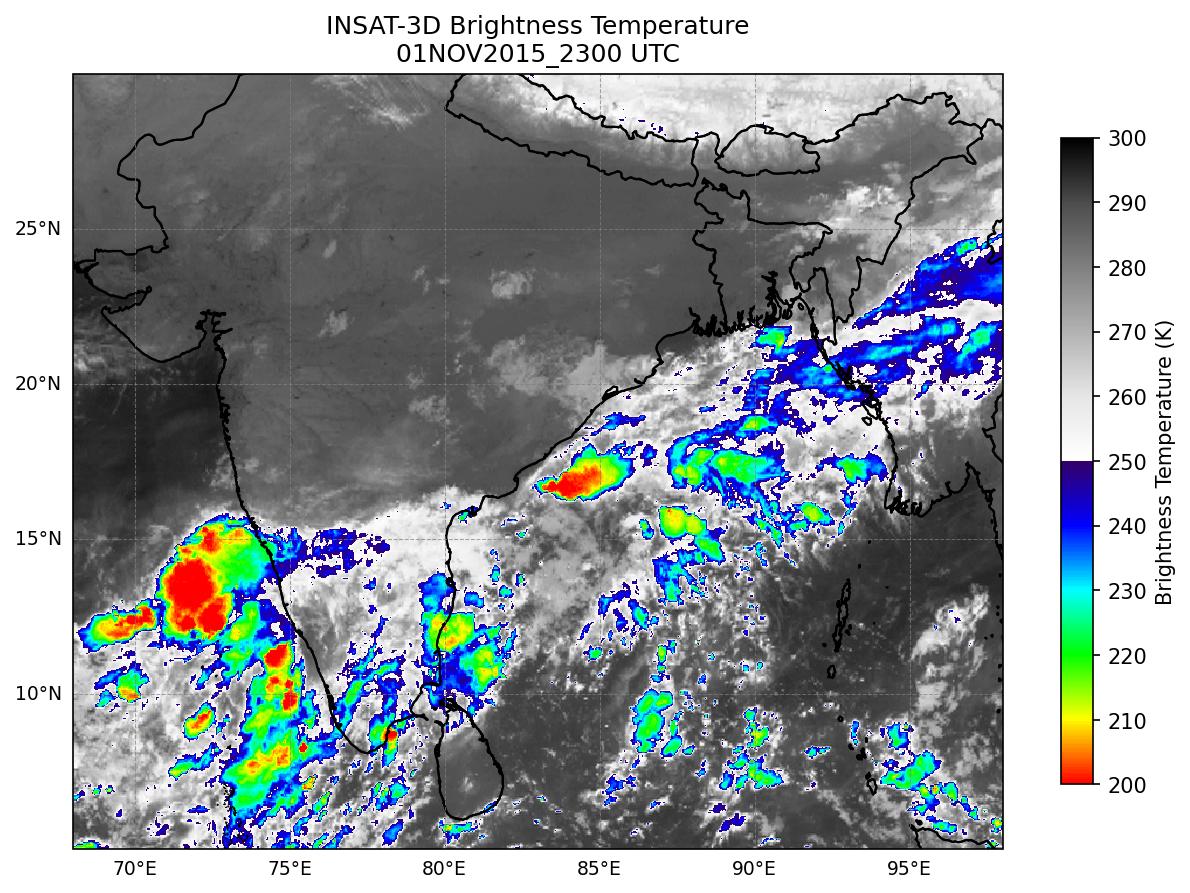 INSAT-3D Brightness Temperature
01NOV2015_2300 UTC
25°N
20°N
15°N
10°N
70°E
75°E
80°E
85°E
90°E
95°E
300
290
280
270
260
250
240
230
220
210
200
Brightness Temperature (K)